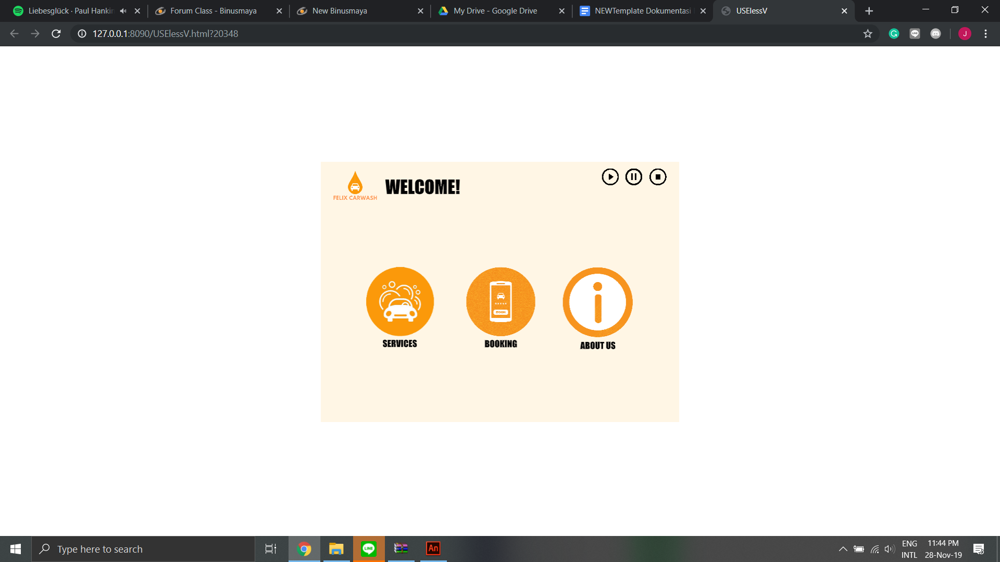 Liebesglück · Paul Hankin
Forum Class - Binusmaya
New Binusmaya
My Drive - Google Drive
NEWTemplate Dokumentasi
USElessV
127.0.0.1:8090/USElessV.html?20348
J
WELCOME!
FELIX CARWASH
BOOK
SERVICES
BOOKING
ABOUT US
Type here to search
LINE
An
ENG
INTL
11:44 PM
28-Nov-19